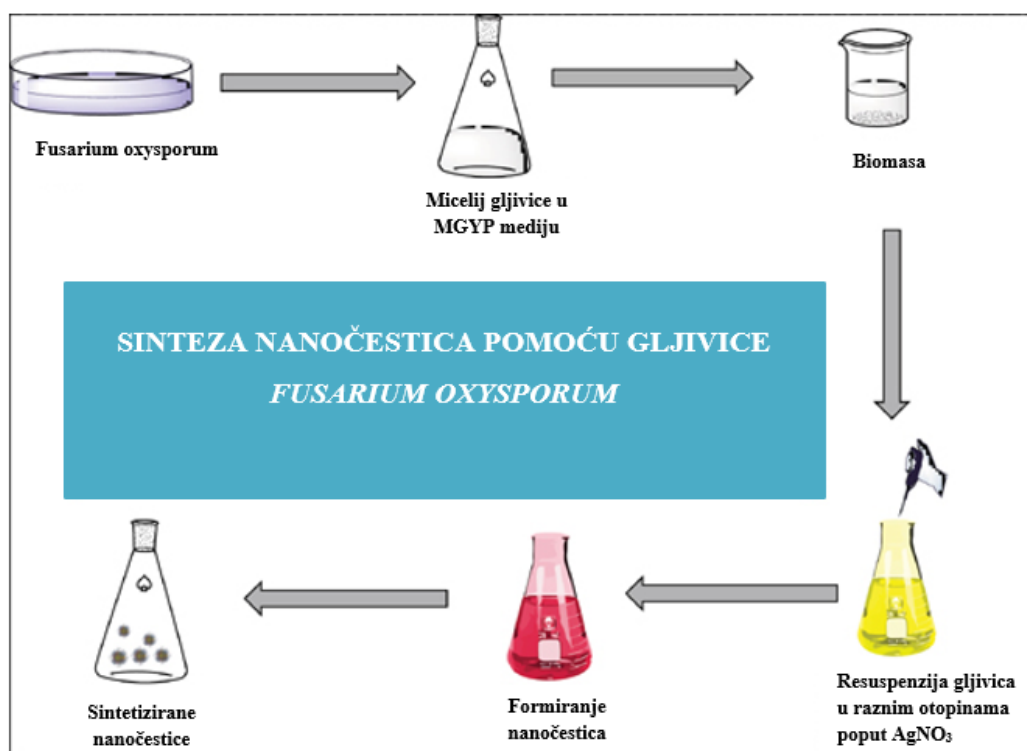 Fusarium oxysporum
Micelij gljivice u
MGYP mediju
Biomasa
SINTEZA NANOČESTICA POMOĆU GLJIVICE
FUSARIUM OXYSPORUM
Resuspenzija gljivica
u raznim otopinama
poput AgNO₃
Formiranje
nanočestica
Sintetizirane
nanočestice